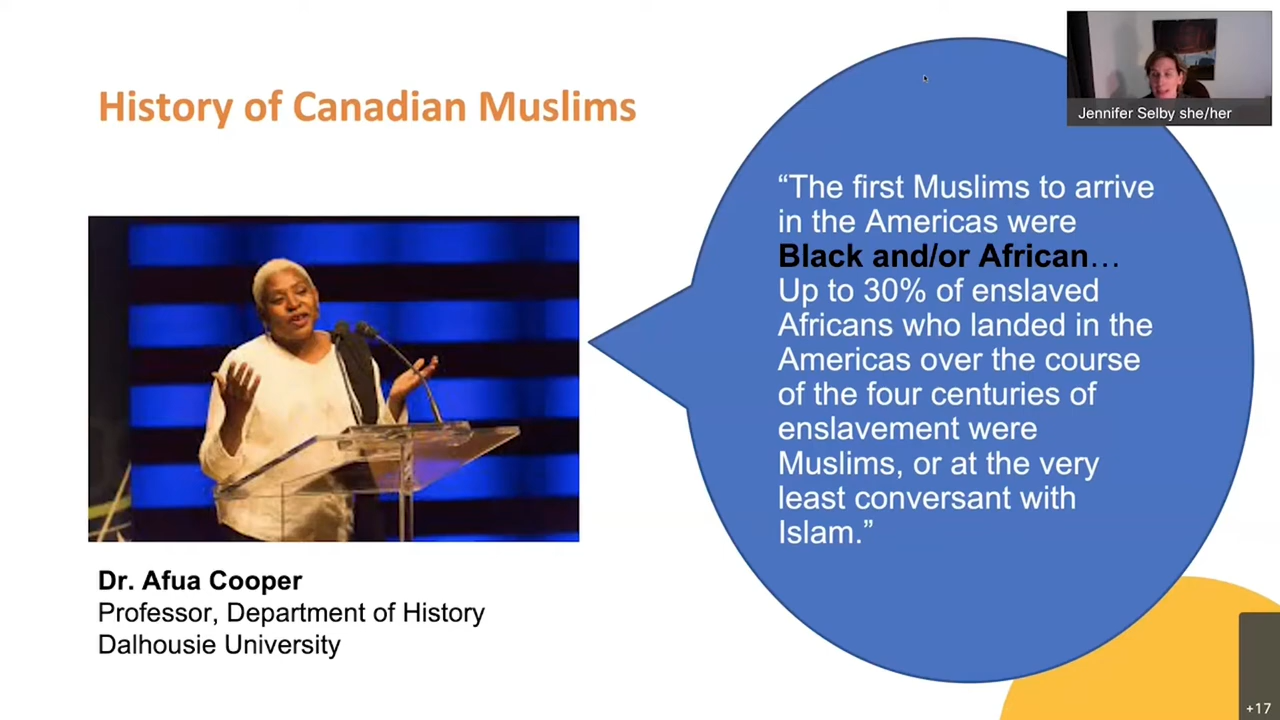 History of Canadian Muslims
Jennifer Selby she/her
“The first Muslims to arrive
in the Americas were
Black and/or African…
Up to 30% of enslaved
Africans who landed in the
Americas over the course
of the four centuries of
enslavement were
Muslims, or at the very
least conversant with
Islam.”
Dr. Afua Cooper
Professor, Department of History
Dalhousie University
+17